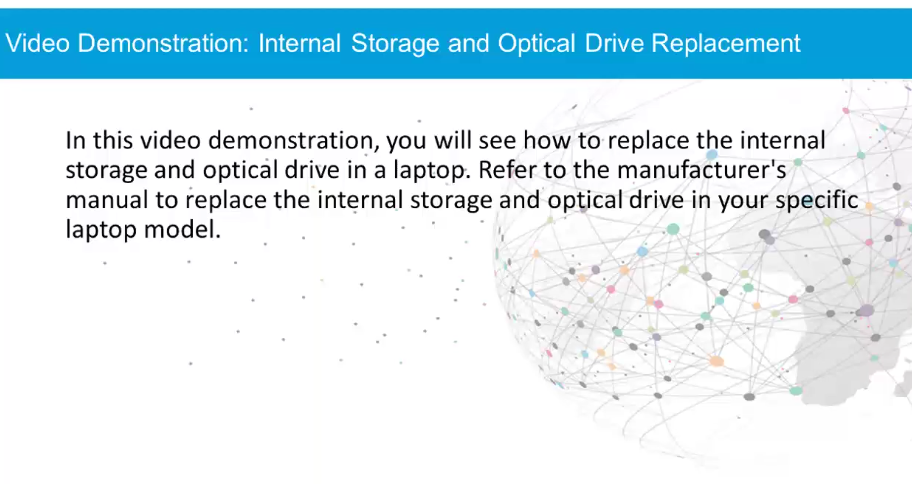 Video Demonstration: Internal Storage and Optical Drive Replacement
In this video demonstration, you will see how to replace the internal
storage and optical drive in a laptop. Refer to the manufacturer's
manual to replace the internal storage and optical drive in your specific
laptop model.